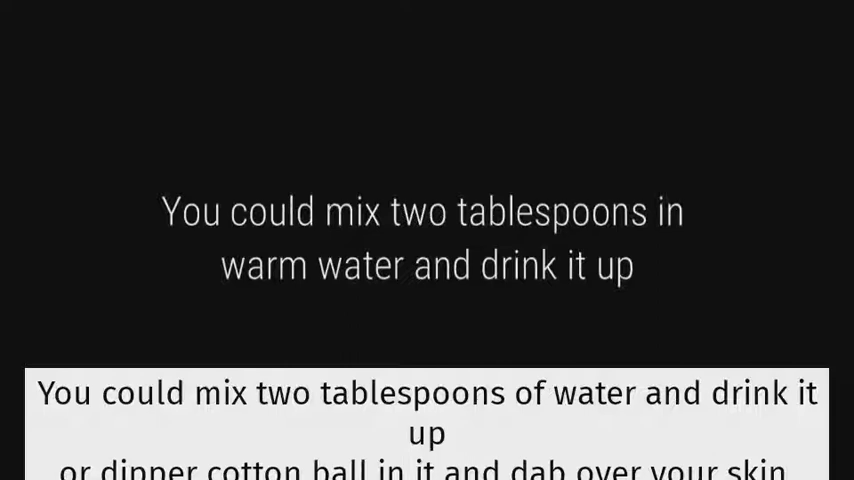 You could mix two tablespoons in
warm water and drink it up
You could mix two tablespoons of water and drink it
up
or dipper cotton ball in it and dab over your skin